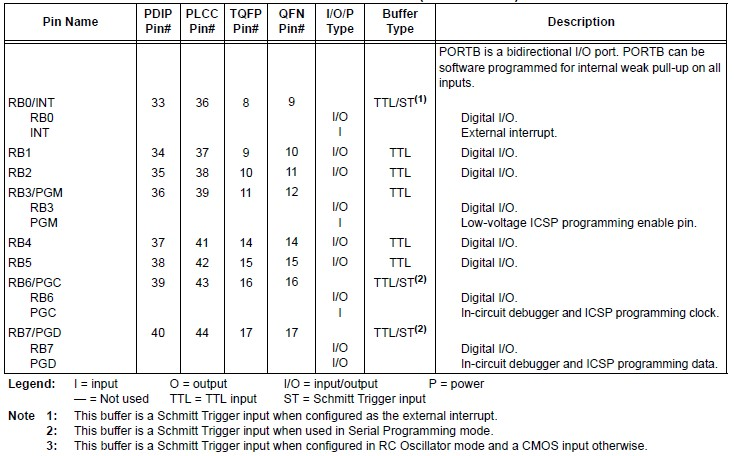 Pin Name PDIP Pin# PLCC Pin# TQFP Pin# QFN Pin# I/O/P Type Buffer Type Description
PORTB is a bidirectional I/O port. PORTB can be
software programmed for internal weak pull-up on all
inputs.
RB0/INT 33 36 8 9 TTL/ST(1)
RB0 I/O Digital I/O.
INT I External interrupt.
RB1 34 37 9 10 I/O TTL Digital I/O.
RB2 35 38 10 11 I/O TTL Digital I/O.
RB3/PGM 36 39 11 12 TTL
RB3 I/O Digital I/O.
PGM I Low-voltage ICSP programming enable pin.
RB4 37 41 14 14 I/O TTL Digital I/O.
RB5 38 42 15 15 I/O TTL Digital I/O.
RB6/PGC 39 43 16 16 TTL/ST(2)
RB6 I/O Digital I/O.
PGC I In-circuit debugger and ICSP programming clock.
RB7/PGD 40 44 17 17 TTL/ST(2)
RB7 I/O Digital I/O.
PGD I/O In-circuit debugger and ICSP programming data.
Legend: I = input O = output I/O = input/output P = power
— = Not used TTL = TTL input ST = Schmitt Trigger input
Note 1: This buffer is a Schmitt Trigger input when configured as the external interrupt.
2: This buffer is a Schmitt Trigger input when used in Serial Programming mode.
3: This buffer is a Schmitt Trigger input when configured in RC Oscillator mode and a CMOS input otherwise.